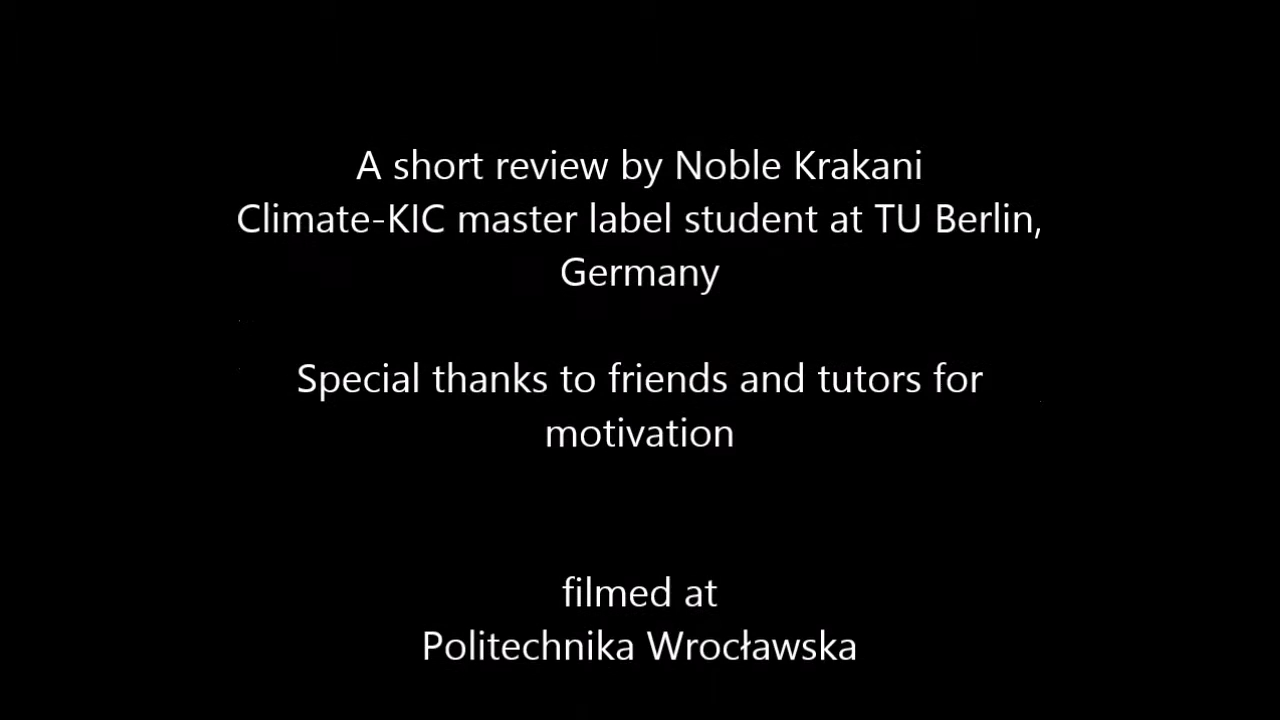 A short review by Noble Krakani
Climate-KIC master label student at TU Berlin,
Germany
Special thanks to friends and tutors for
motivation
filmed at
Politechnika Wrocławska